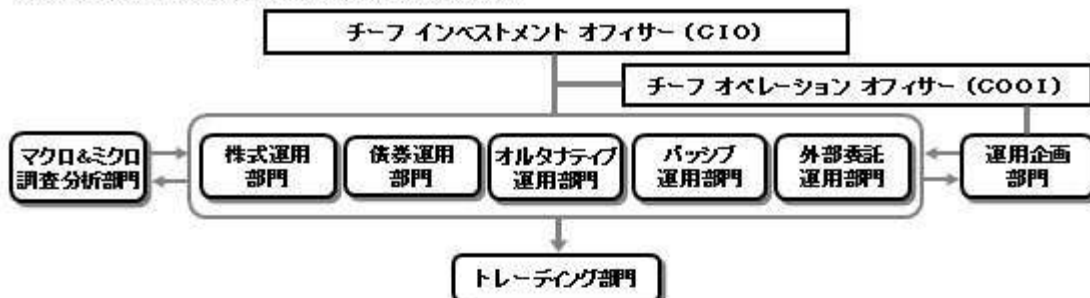 チーフ インベストメント オフィサー (CIO)
チーフ オペレーション オフィサー (COOI)
マクロ&ミクロ
調査分析部門
株式運用
部門
債券運用
部門
オルタナティブ
運用部門
パッシブ
運用部門
外部委託
運用部門
運用企画
部門
トレーディング部門